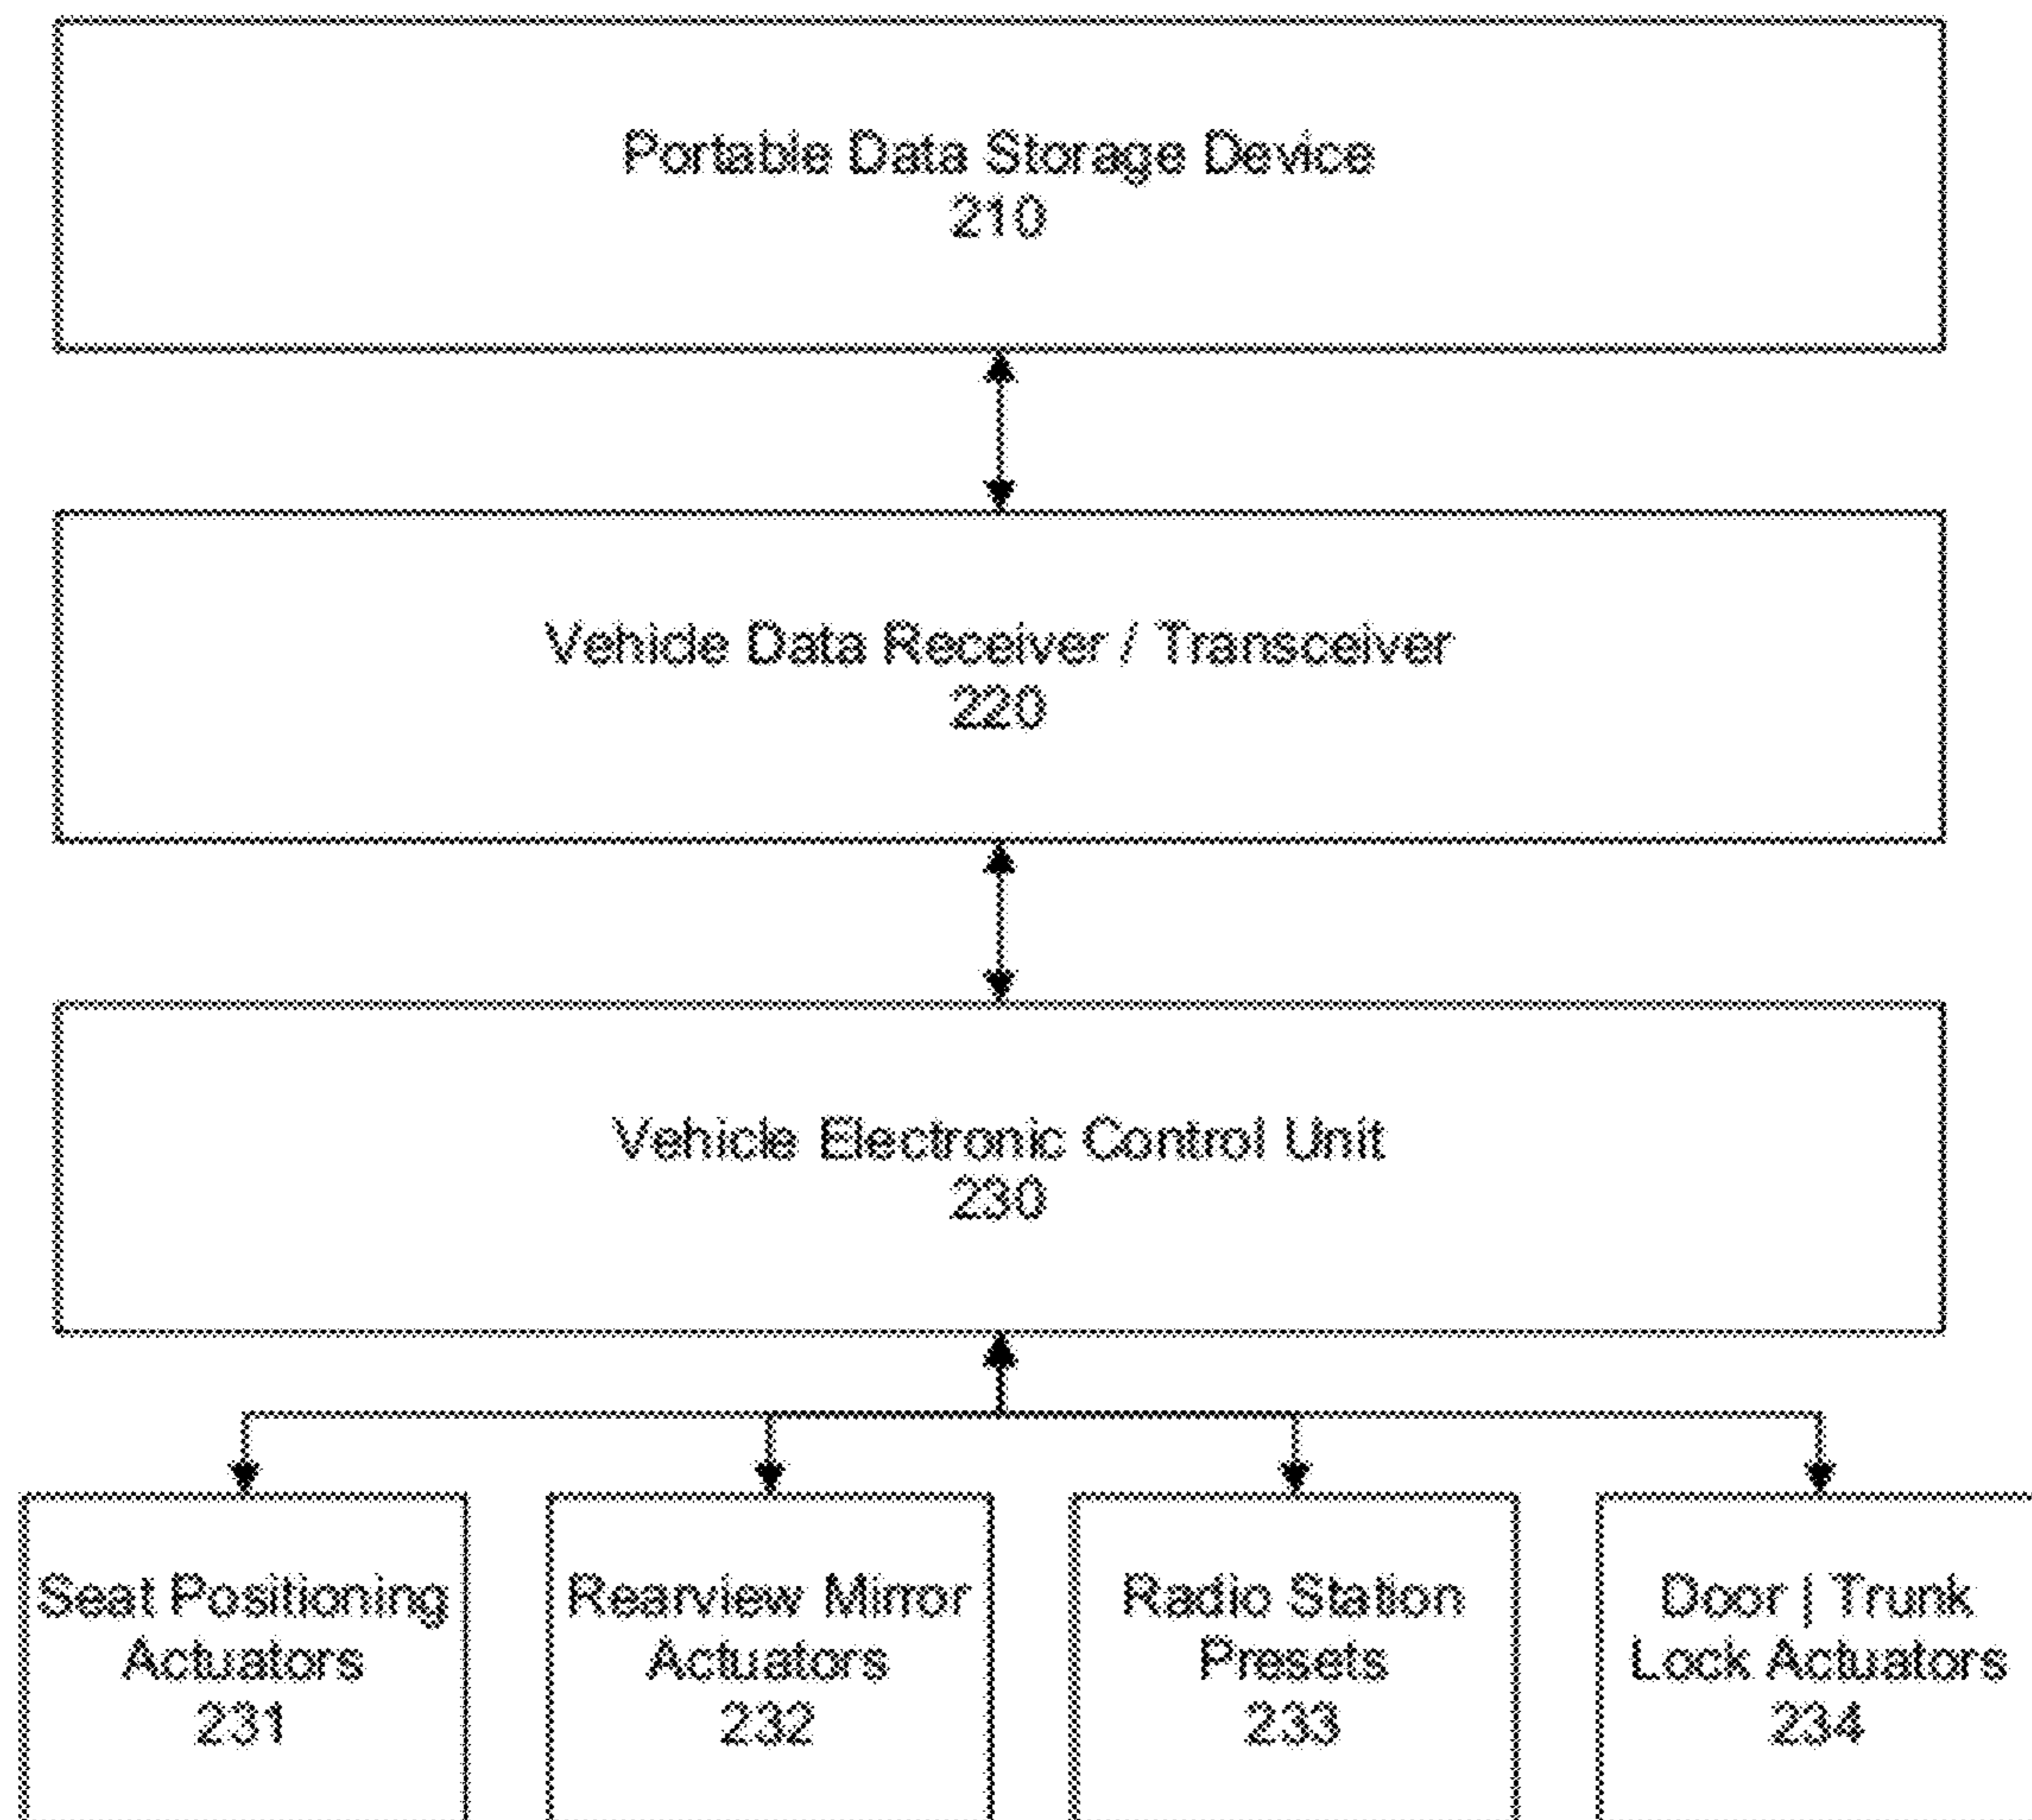 Portable Data Storage Device
210
Vehicle Data Receiver / Transceiver
220
Vehicle Electronic Control Unit
230
Seat Positioning
Actuators
231
Rearview Mirror
Actuators
232
Radio Station
Presets
233
Door | Trunk
Lock Actuators
234